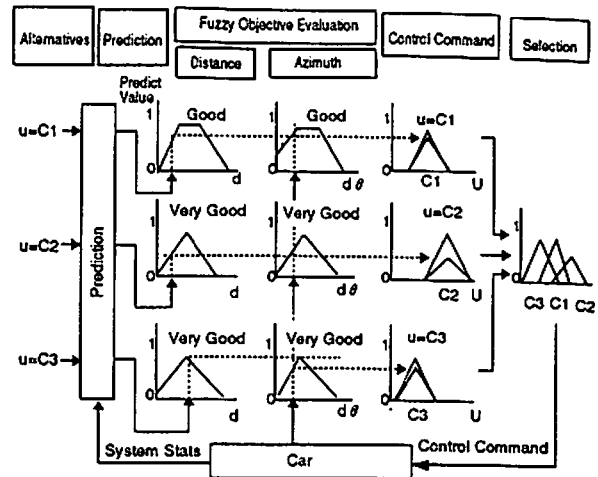 Fuzzy Objective Evaluation
Alternatives Prediction Control Command Selection
Distance Azimuth
Predict
Value
1 Good 1 Good 1 u=C1
u=C1
0 0 0
d d θ C1 U
Very Good Very Good u=C2
1 1 1 1
u=C2
Prediction
0 0 0 0
d d θ C2 U C3 C1 C2
Very Good Very Good u=C3
1 1 1
u=C3
0 0 0
d d θ C3 U
System Stats Car Control Command